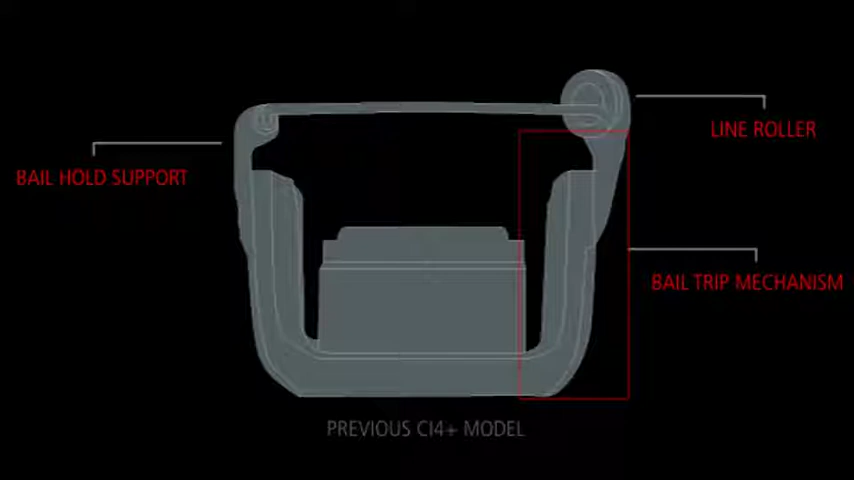 LINE ROLLER
BAIL HOLD SUPPORT
BAIL TRIP MECHANISM
PREVIOUS CI4+ MODEL